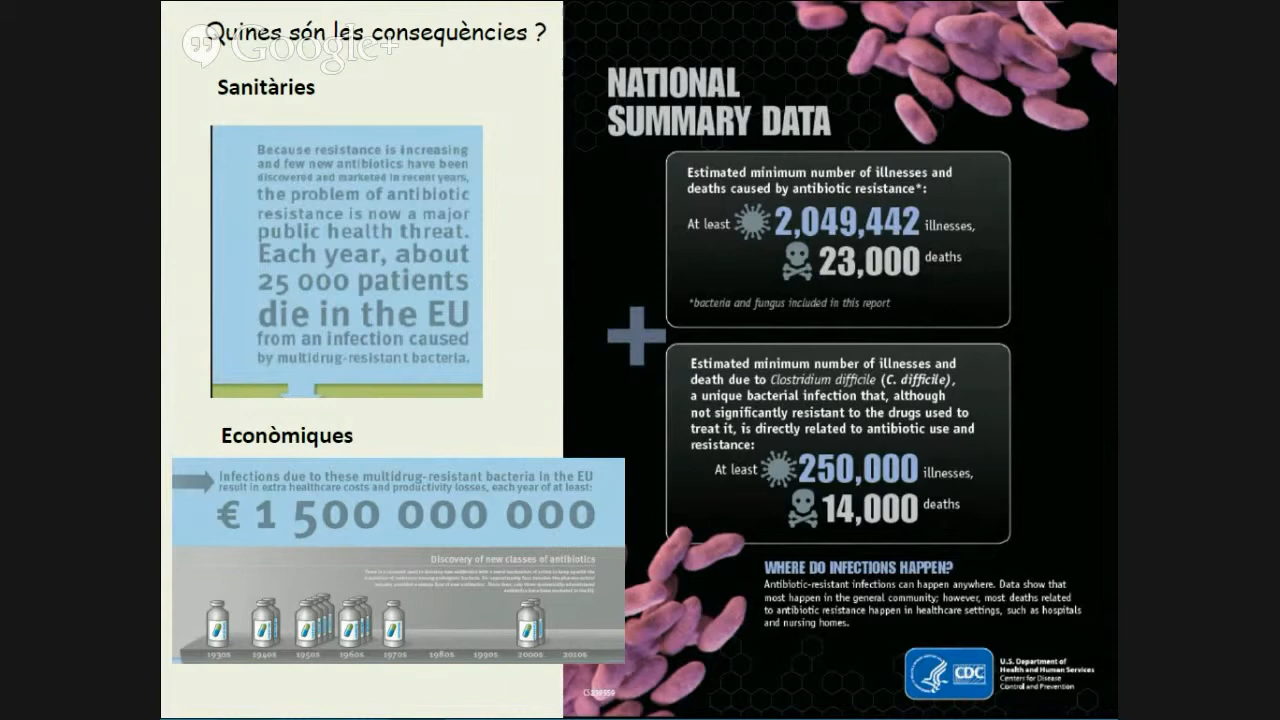 Quines són les conseqüències ?
Google+
Sanitàries
Because resistance is increasing
and few new antibiotics have been
discovered and marketed in recent years,
the problem of antibiotic
resistance is now a major
public health threat.
Each year, about
25 000 patients
die in the EU
from an infection caused
by multidrug-resistant bacteria.
Econòmiques
Infections due to these multidrug-resistant bacteria in the EU
result in extra healthcare costs and productivity losses, each year of at least:
€ 1 500 000 000
Discovery of new classes of antibiotics
1930s 1940s 1950s 1960s 1970s 1980s 1990s 2000s 2010s
NATIONAL
SUMMARY DATA
Estimated minimum number of illnesses and
deaths caused by antibiotic resistance*:
At least 2,049,442 illnesses,
23,000 deaths
*bacteria and fungus included in this report
Estimated minimum number of illnesses and
death due to Clostridium difficile (C. difficile),
a unique bacterial infection that, although
not significantly resistant to the drugs used to
treat it, is directly related to antibiotic use and
resistance:
At least 250,000 illnesses,
14,000 deaths
WHERE DO INFECTIONS HAPPEN?
Antibiotic-resistant infections can happen anywhere. Data show that
most happen in the general community; however, most deaths related
to antibiotic resistance happen in healthcare settings, such as hospitals
and nursing homes.
CDC
U.S. Department of
Health and Human Services
Centers for Disease
Control and Prevention